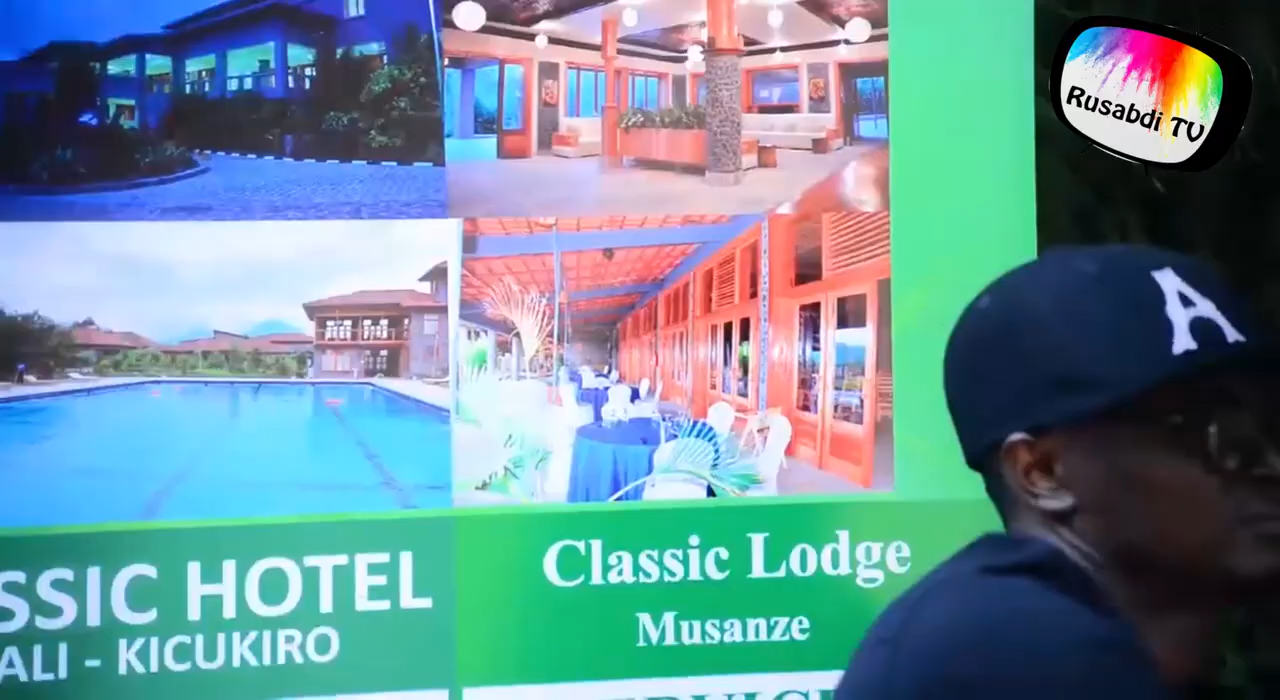 Rusabdi TV
A
SSIC HOTEL
ALI - KICUKIRO
Classic Lodge
Musanze